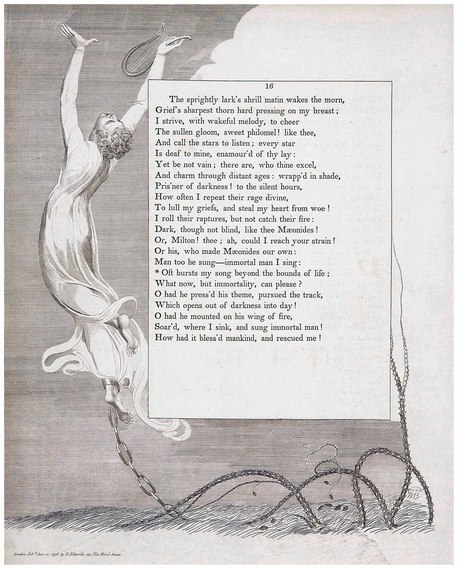 16
The sprightly lark's shrill matin wakes the morn,
Grief's sharpest thorn hard pressing on my breast;
I strive, with wakeful melody, to cheer
The sullen gloom, sweet philomel! like thee,
And call the stars to listen: every star
Is deaf to mine, enamour'd of thy lay:
Yet be not vain; there are, who thine excel,
And charm through distant ages: wrapp'd in shade,
Pris'ner of darkness! to the silent hours,
How often I repeat their rage divine,
To lull my griefs, and steal my heart from woe!
I roll their raptures, but not catch their fire:
Dark, though not blind, like thee Mæonides!
Or, Milton! thee; ah, could I reach your strain!
Or his, who made Mæonides our own:
Man too he sung—immortal man I sing:
* Oft bursts my song beyond the bounds of life;
What now, but immortality, can please?
O had he press'd his theme, pursued the track,
Which opens out of darkness into day!
O had he mounted on his wing of fire,
Soar'd, where I sink, and sung immortal man!
How had it bless'd mankind, and rescued me!
WB
London, Pub. June 1796 by R. Edwards, New Bond Street